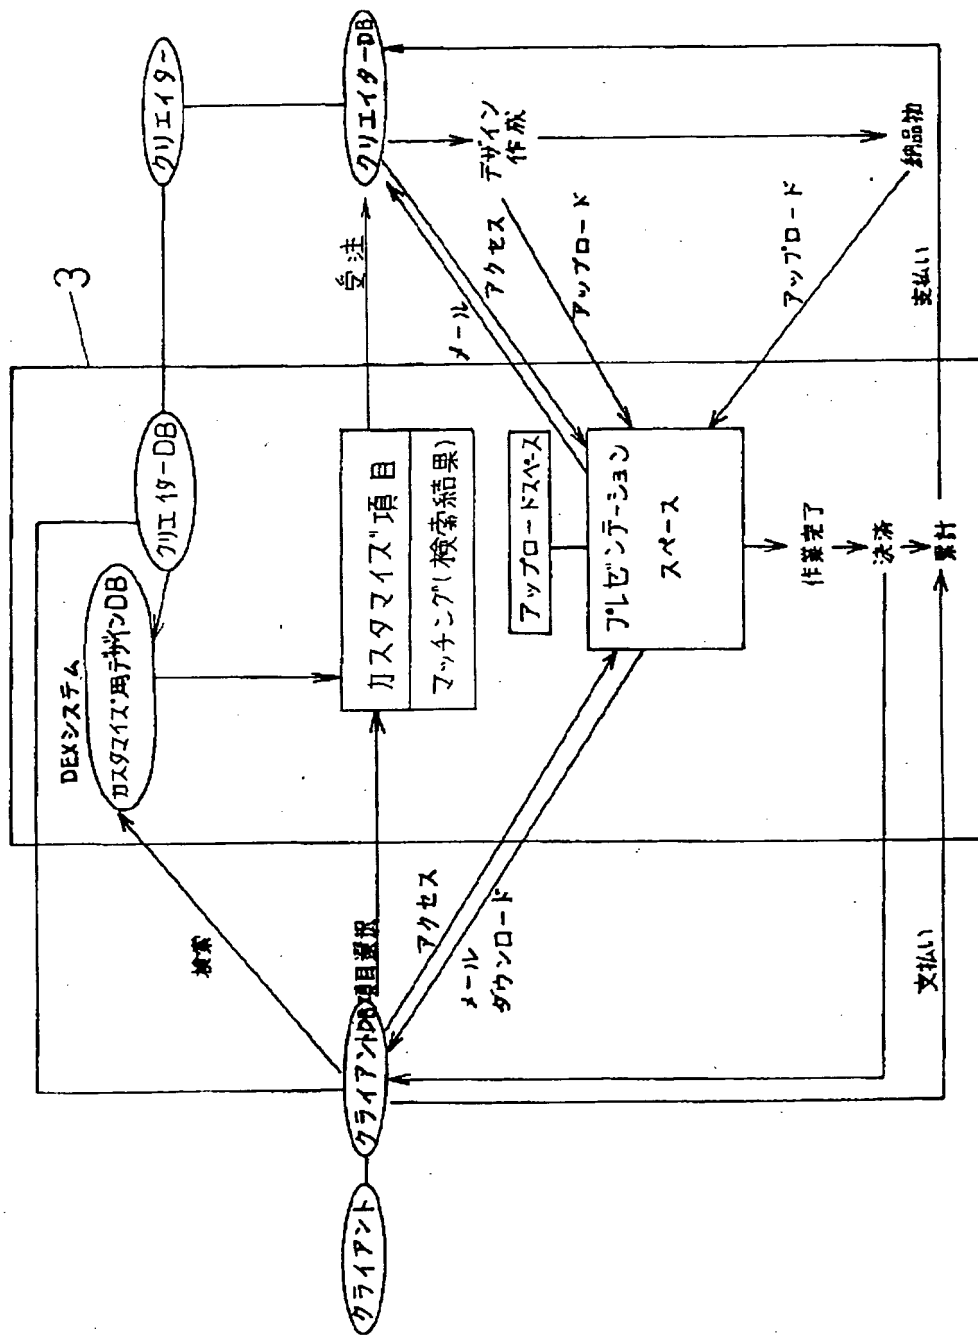 3
DEXシステム
カスタマイズ用デザインDB
クリエイターDB
クリエイター
検索
クライアント
クライアントDB
項目選択
カスタマイズ項目
マッチング(検索結果)
受注
クリエイターDB
アクセス
メール
ダウンロード
アップロードスペース
プレゼンテーション
スペース
メール
アクセス
デザイン
作成
アップロード
アップロード
納品物
作業完了
決済
累計
支払い
支払い